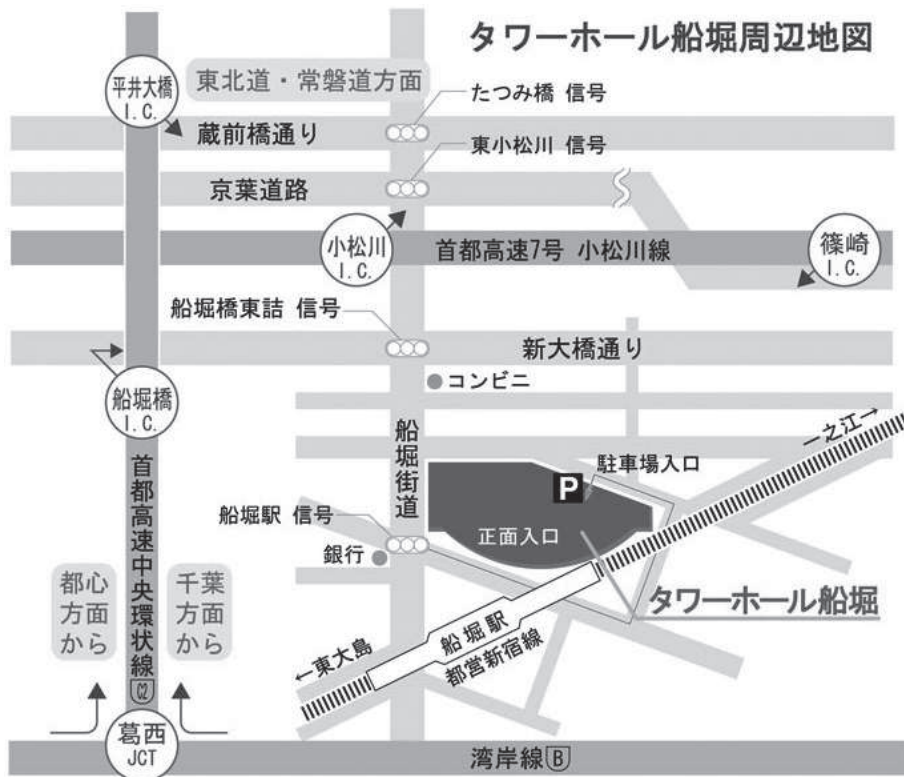 タワーホール船堀周辺地図
平井大橋
I.C.
東北道・常磐道方面
たつみ橋 信号
蔵前橋通り
東小松川 信号
京葉道路
小松川
I.C.
首都高速7号 小松川線
篠崎
I.C.
船堀橋東詰 信号
新大橋通り
コンビニ
船堀橋
I.C.
船堀街道
一之江→
駐車場入口
P
船堀駅 信号
正面入口
銀行
首都高速中央環状線
C2
都心
方面
から
千葉
方面
から
タワーホール船堀
船堀駅
都営新宿線
←東大島
葛西
JCT
湾岸線 B